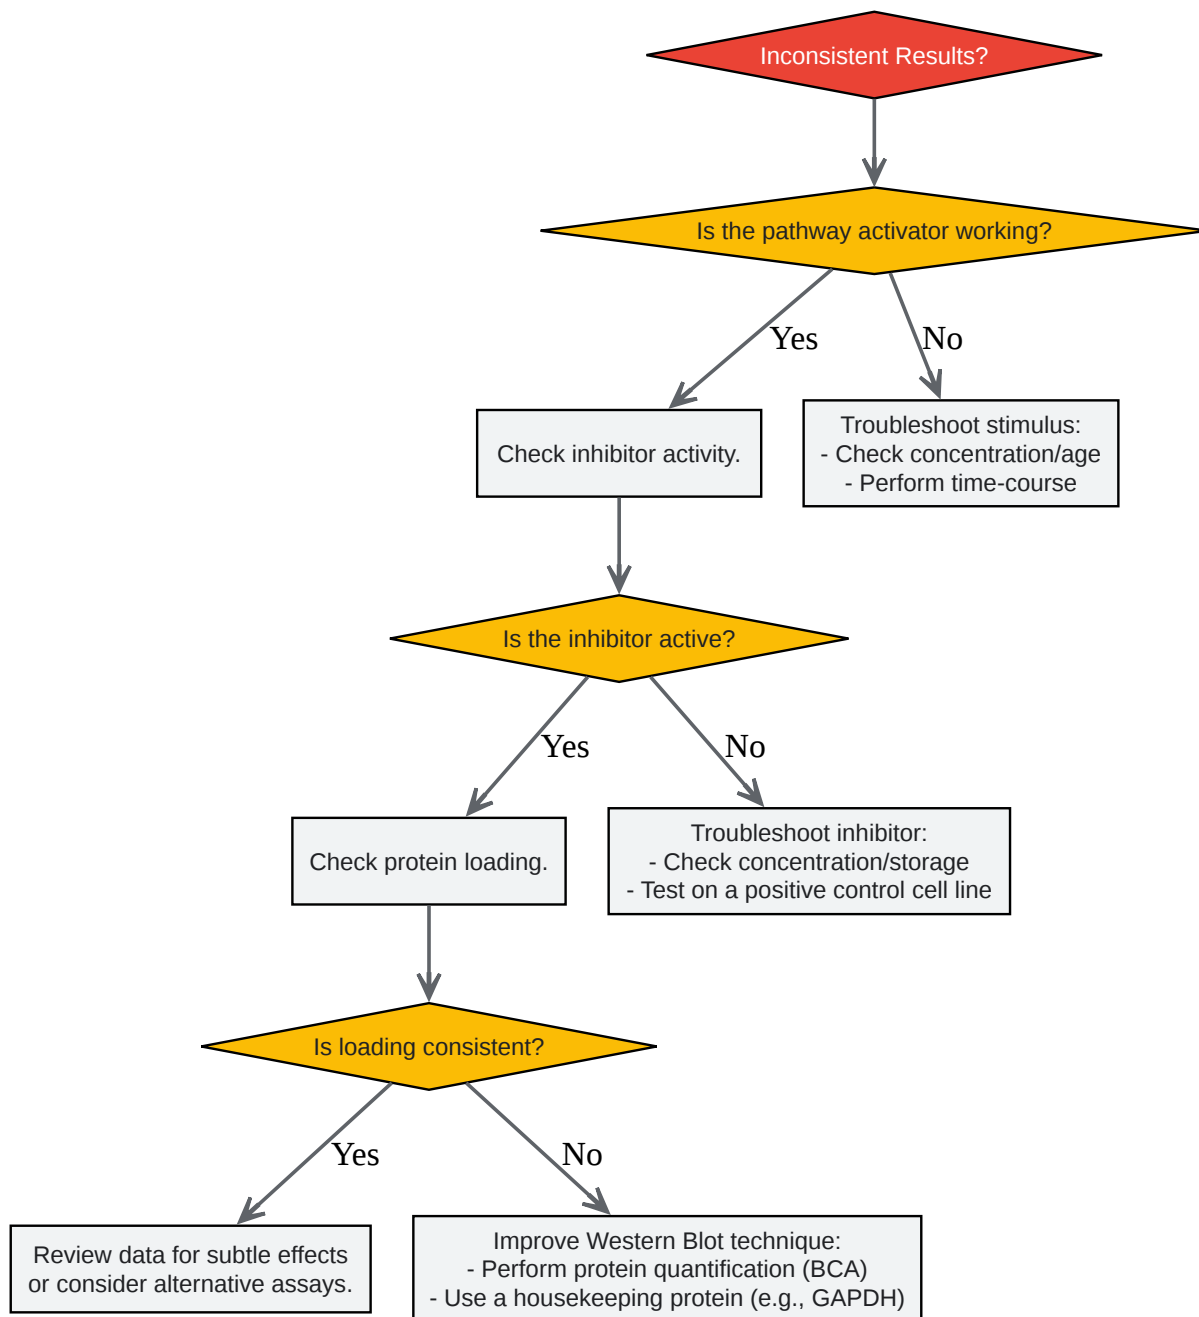 Inconsistent Results?
Is the pathway activator working?
Yes
No
Check inhibitor activity.
Troubleshoot stimulus:
- Check concentration/age
- Perform time-course
Is the inhibitor active?
Yes
No
Check protein loading.
Troubleshoot inhibitor:
- Check concentration/storage
- Test on a positive control cell line
Is loading consistent?
Yes
No
Review data for subtle effects
or consider alternative assays.
Improve Western Blot technique:
- Perform protein quantification (BCA)
- Use a housekeeping protein (e.g., GAPDH)